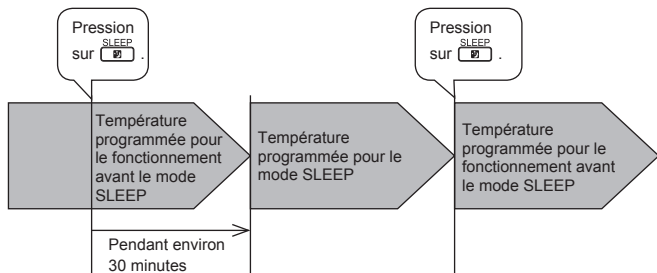 Pression
SLEEP
sur .
Pression
SLEEP
sur .
Température
programmée pour
le fonctionnement
avant le mode
SLEEP
Température
programmée pour le
mode SLEEP
Température
programmée pour le
fonctionnement avant
le mode SLEEP
Pendant environ
30 minutes